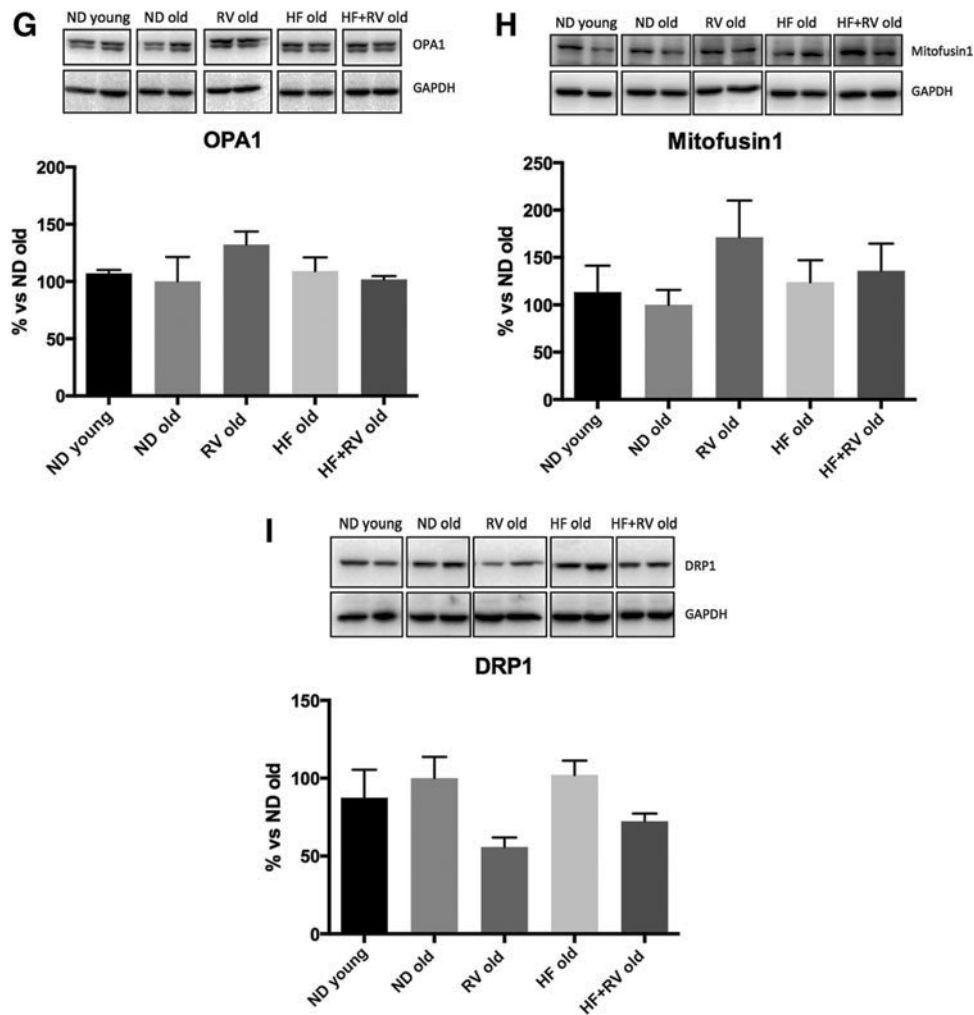 G
ND young ND old RV old HF old HF+RV old
OPA1
GAPDH
OPA1
% vs ND old
200
150
100
50
0
ND young
ND old
RV old
HF old
HF+RV old
H
ND young ND old RV old HF old HF+RV old
Mitofusin1
GAPDH
Mitofusin1
% vs ND old
250
200
150
100
50
0
ND young
ND old
RV old
HF old
HF+RV old
I
ND young ND old RV old HF old HF+RV old
DRP1
GAPDH
DRP1
% vs ND old
150
100
50
0
ND young
ND old
RV old
HF old
HF+RV old